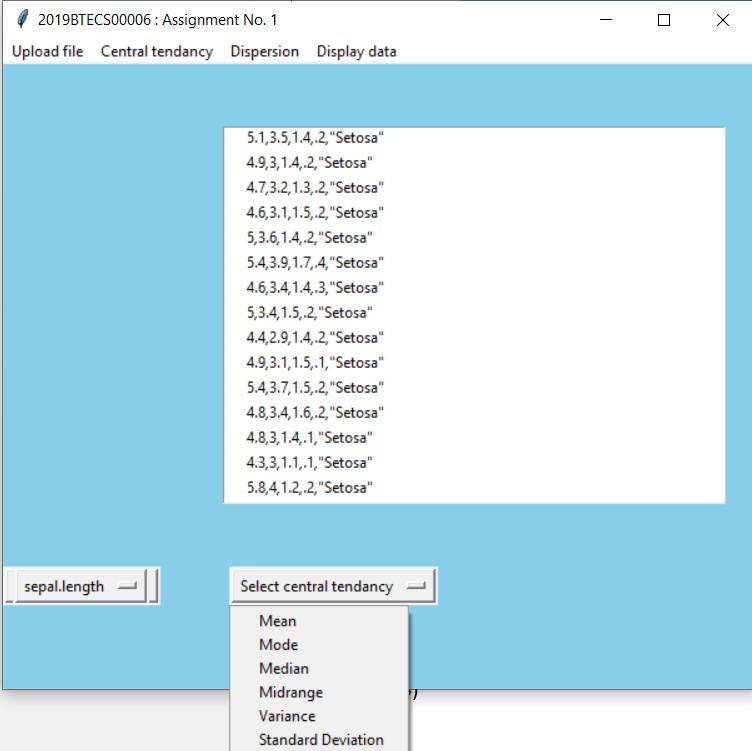 2019BTECS00006 : Assignment No. 1
Upload file Central tendancy Dispersion Display data
5.1,3.5,1.4,.2,"Setosa"
4.9,3,1.4,.2,"Setosa"
4.7,3.2,1.3,.2,"Setosa"
4.6,3.1,1.5,.2,"Setosa"
5,3.6,1.4,.2,"Setosa"
5.4,3.9,1.7,.4,"Setosa"
4.6,3.4,1.4,.3,"Setosa"
5,3.4,1.5,.2,"Setosa"
4.4,2.9,1.4,.2,"Setosa"
4.9,3.1,1.5,.1,"Setosa"
5.4,3.7,1.5,.2,"Setosa"
4.8,3.4,1.6,.2,"Setosa"
4.8,3,1.4,.1,"Setosa"
4.3,3,1.1,.1,"Setosa"
5.8,4,1.2,.2,"Setosa"
sepal.length Select central tendancy
Mean
Mode
Median
Midrange
Variance
Standard Deviation